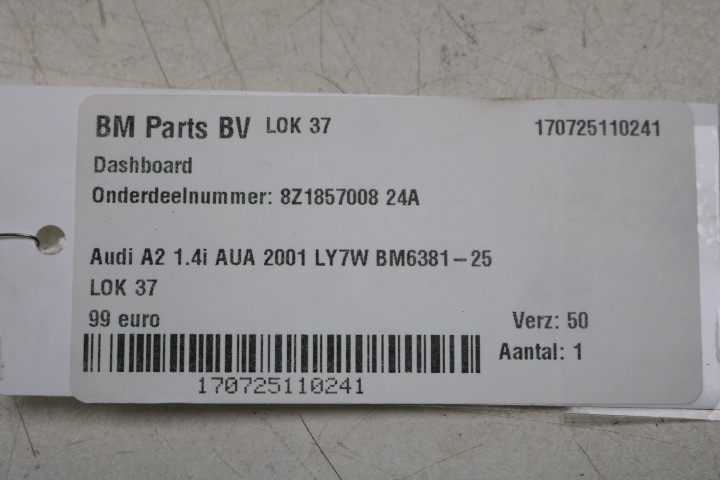 BM Parts BV LOK 37 170725110241
Dashboard
Onderdeelnummer: 8Z1857008 24A
Audi A2 1.4i AUA 2001 LY7W BM6381-25
LOK 37
99 euro Verz: 50
Aantal: 1
170725110241